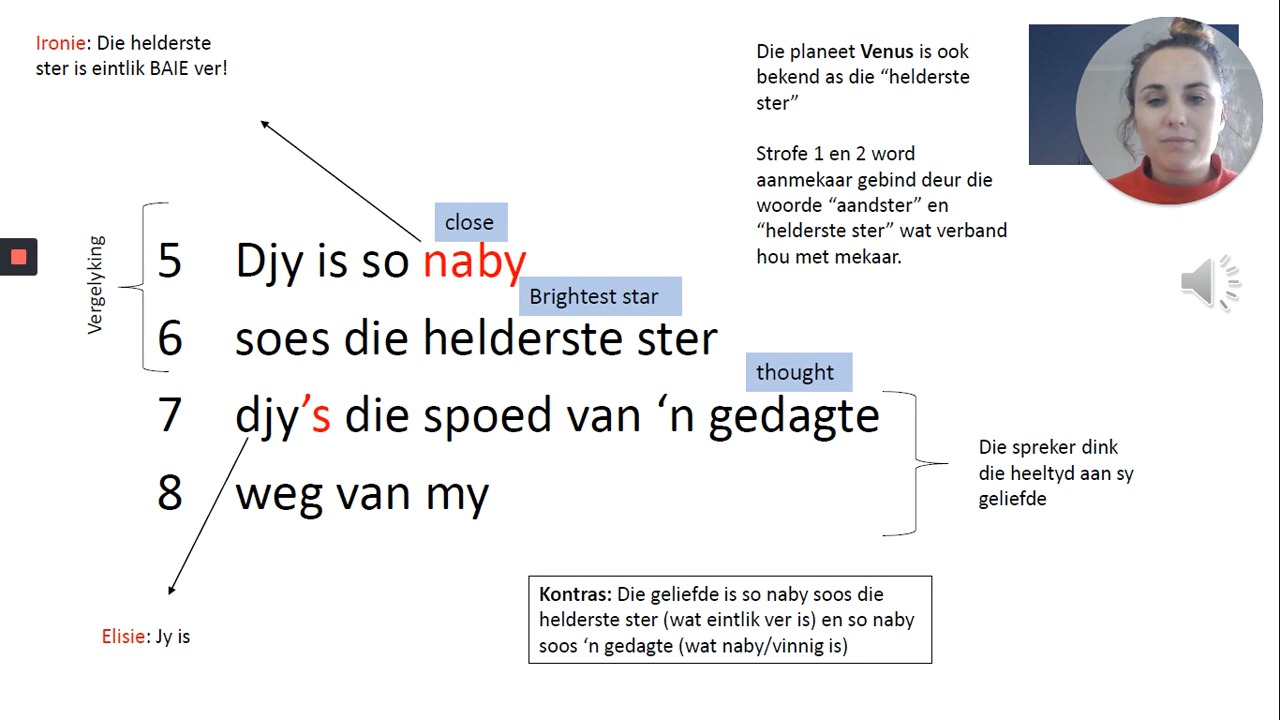 Ironie: Die helderste
ster is eintlik BAIE ver!
Die planeet Venus is ook
bekend as die “helderste
ster”
Strofe 1 en 2 word
aanmekaar gebind deur die
woorde “aandster” en
“helderste ster” wat verband
hou met mekaar.
Vergelyking
close
5 Djy is so naby
Brightest star
6 soes die helderste ster
thought
7 djy’s die spoed van ‘n gedagte
8 weg van my
Die spreker dink
die heeltyd aan sy
geliefde
Elisie: Jy is
Kontras: Die geliefde is so naby soos die
helderste ster (wat eintlik ver is) en so naby
soos ‘n gedagte (wat naby/vinnig is)